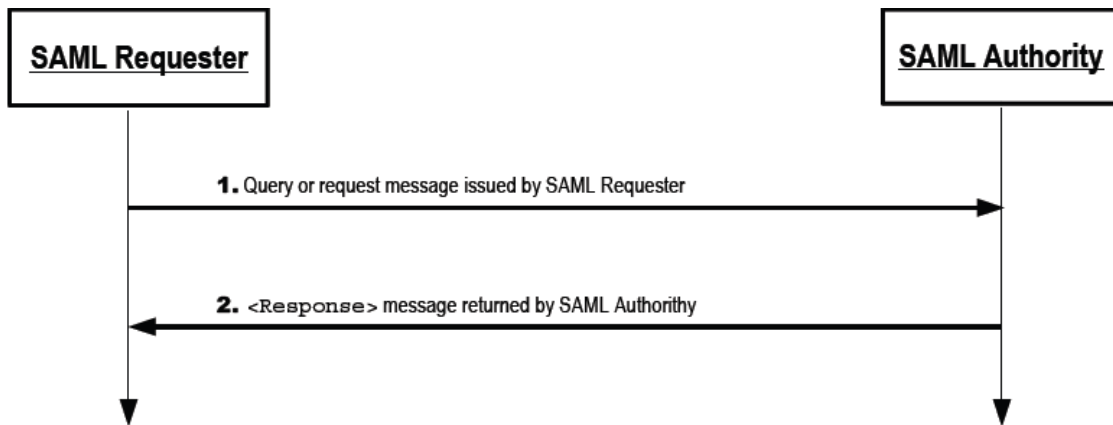 SAML Requester
SAML Authority
1. Query or request message issued by SAML Requester
2. <Response> message returned by SAML Authorithy